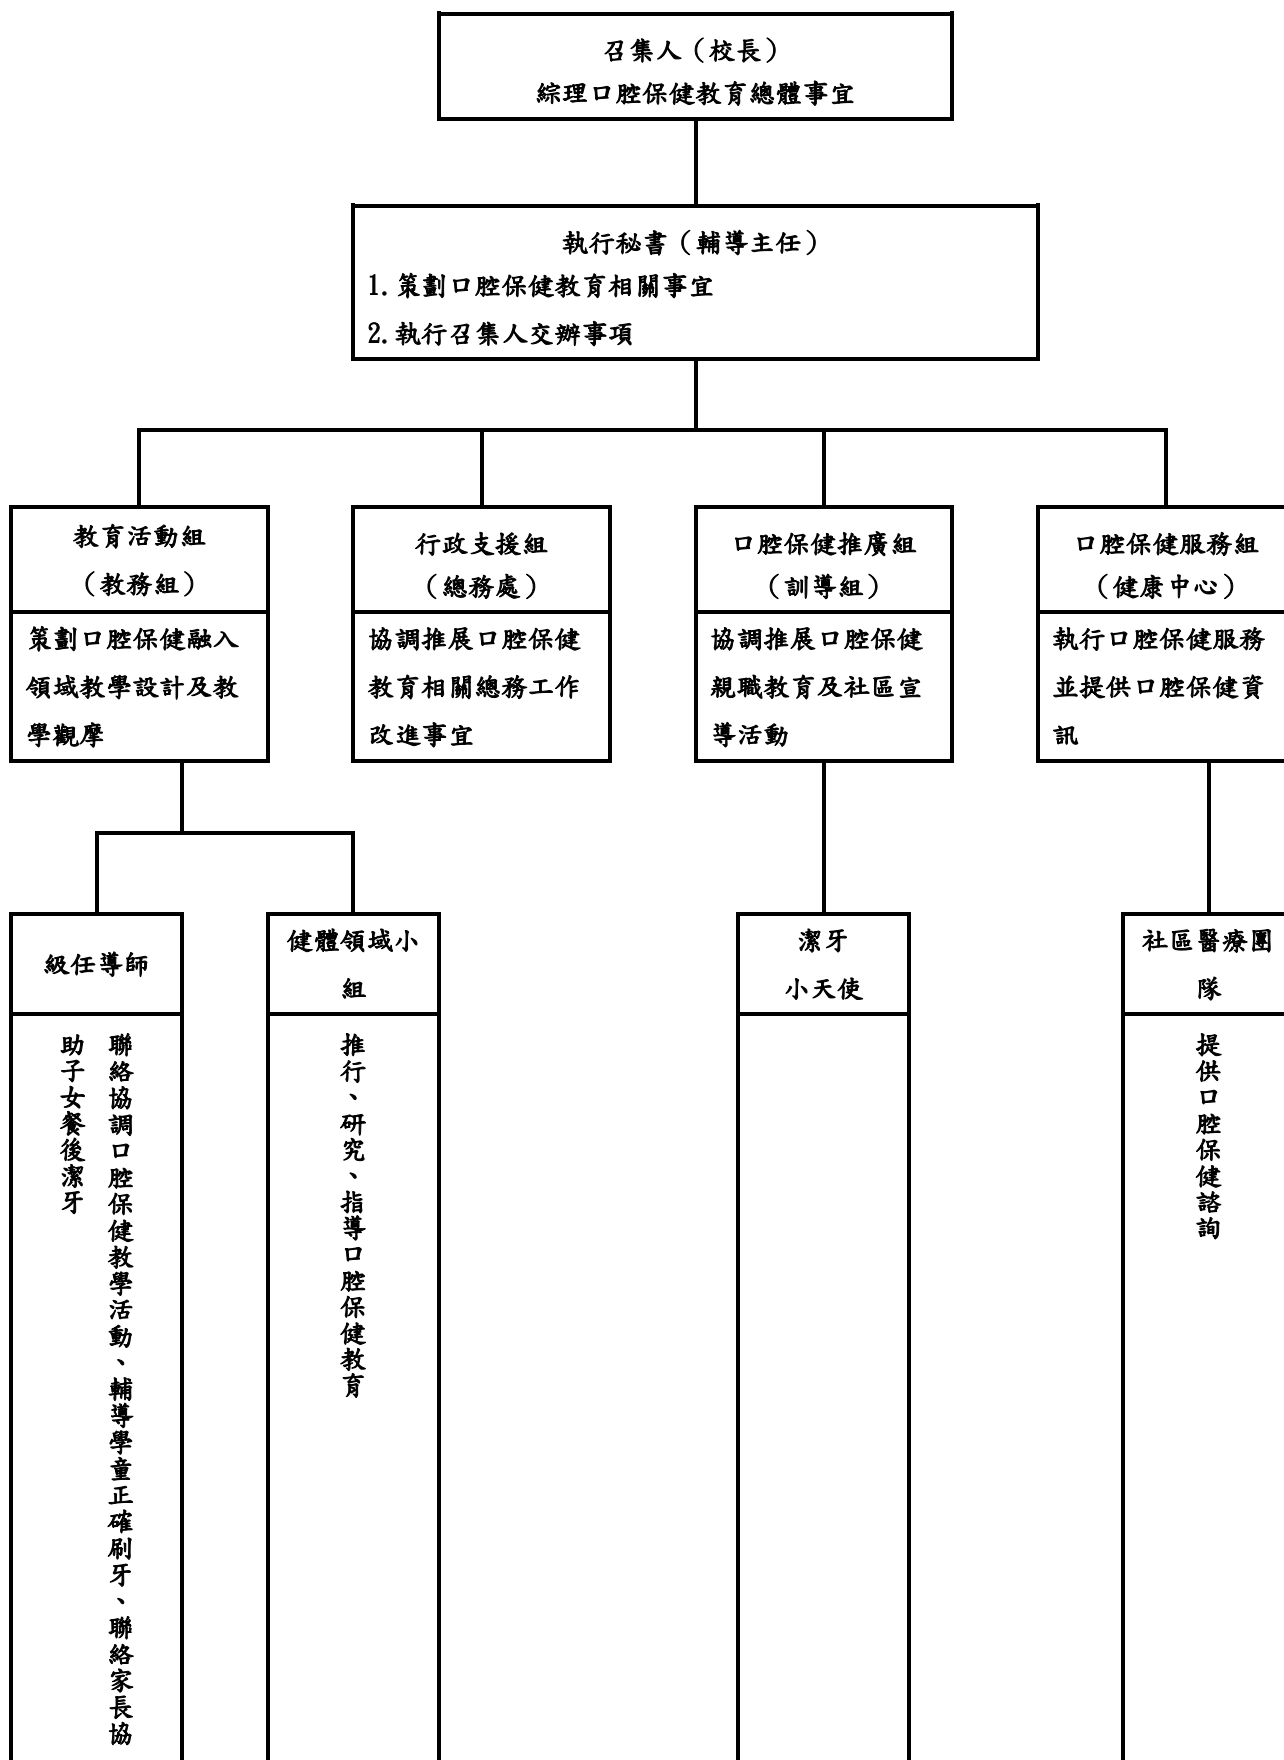 召集人（校長）
綜理口腔保健教育總體事宜
執行秘書（輔導主任）
1.策劃口腔保健教育相關事宜
2.執行召集人交辦事項
教育活動組
（教務組）
策劃口腔保健融入
領域教學設計及教
學觀摩
行政支援組
（總務處）
協調推展口腔保健
教育相關總務工作
改進事宜
口腔保健推廣組
（訓導組）
協調推展口腔保健
親職教育及社區宣
導活動
口腔保健服務組
（健康中心）
執行口腔保健服務
並提供口腔保健資
訊
級任導師
聯絡協調口腔保健教學活動、輔導學童正確刷牙、聯絡家長協
助子女餐後潔牙
健體領域小
組
推行、研究、指導口腔保健教育
潔牙
小天使
社區醫療團
隊
提供口腔保健諮詢